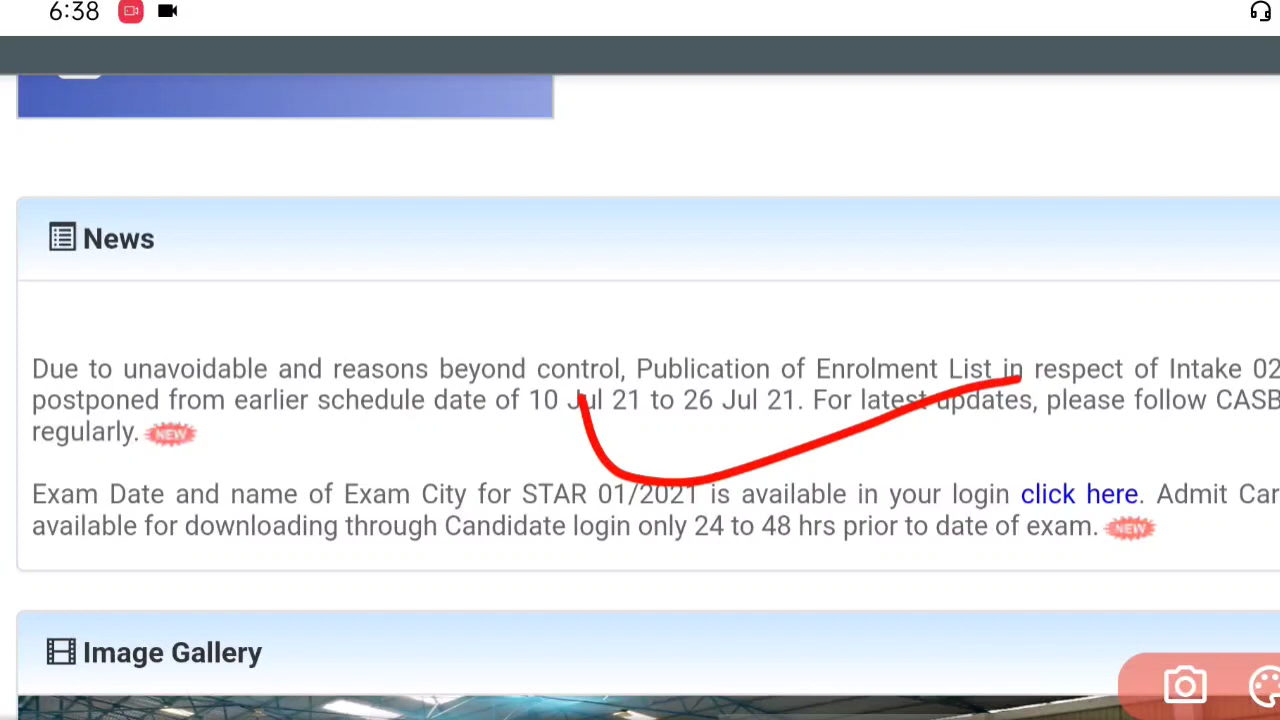 6:38
News
Due to unavoidable and reasons beyond control, Publication of Enrolment List in respect of Intake 02
postponed from earlier schedule date of 10 Jul 21 to 26 Jul 21. For latest updates, please follow CASB
regularly. NEW
Exam Date and name of Exam City for STAR 01/2021 is available in your login click here. Admit Car
available for downloading through Candidate login only 24 to 48 hrs prior to date of exam. NEW
Image Gallery